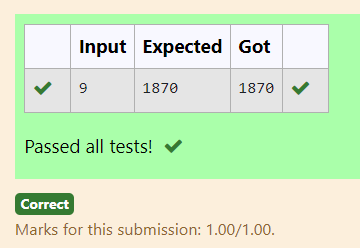 Input Expected Got
9 1870 1870
Passed all tests!
Correct
Marks for this submission: 1.00/1.00.